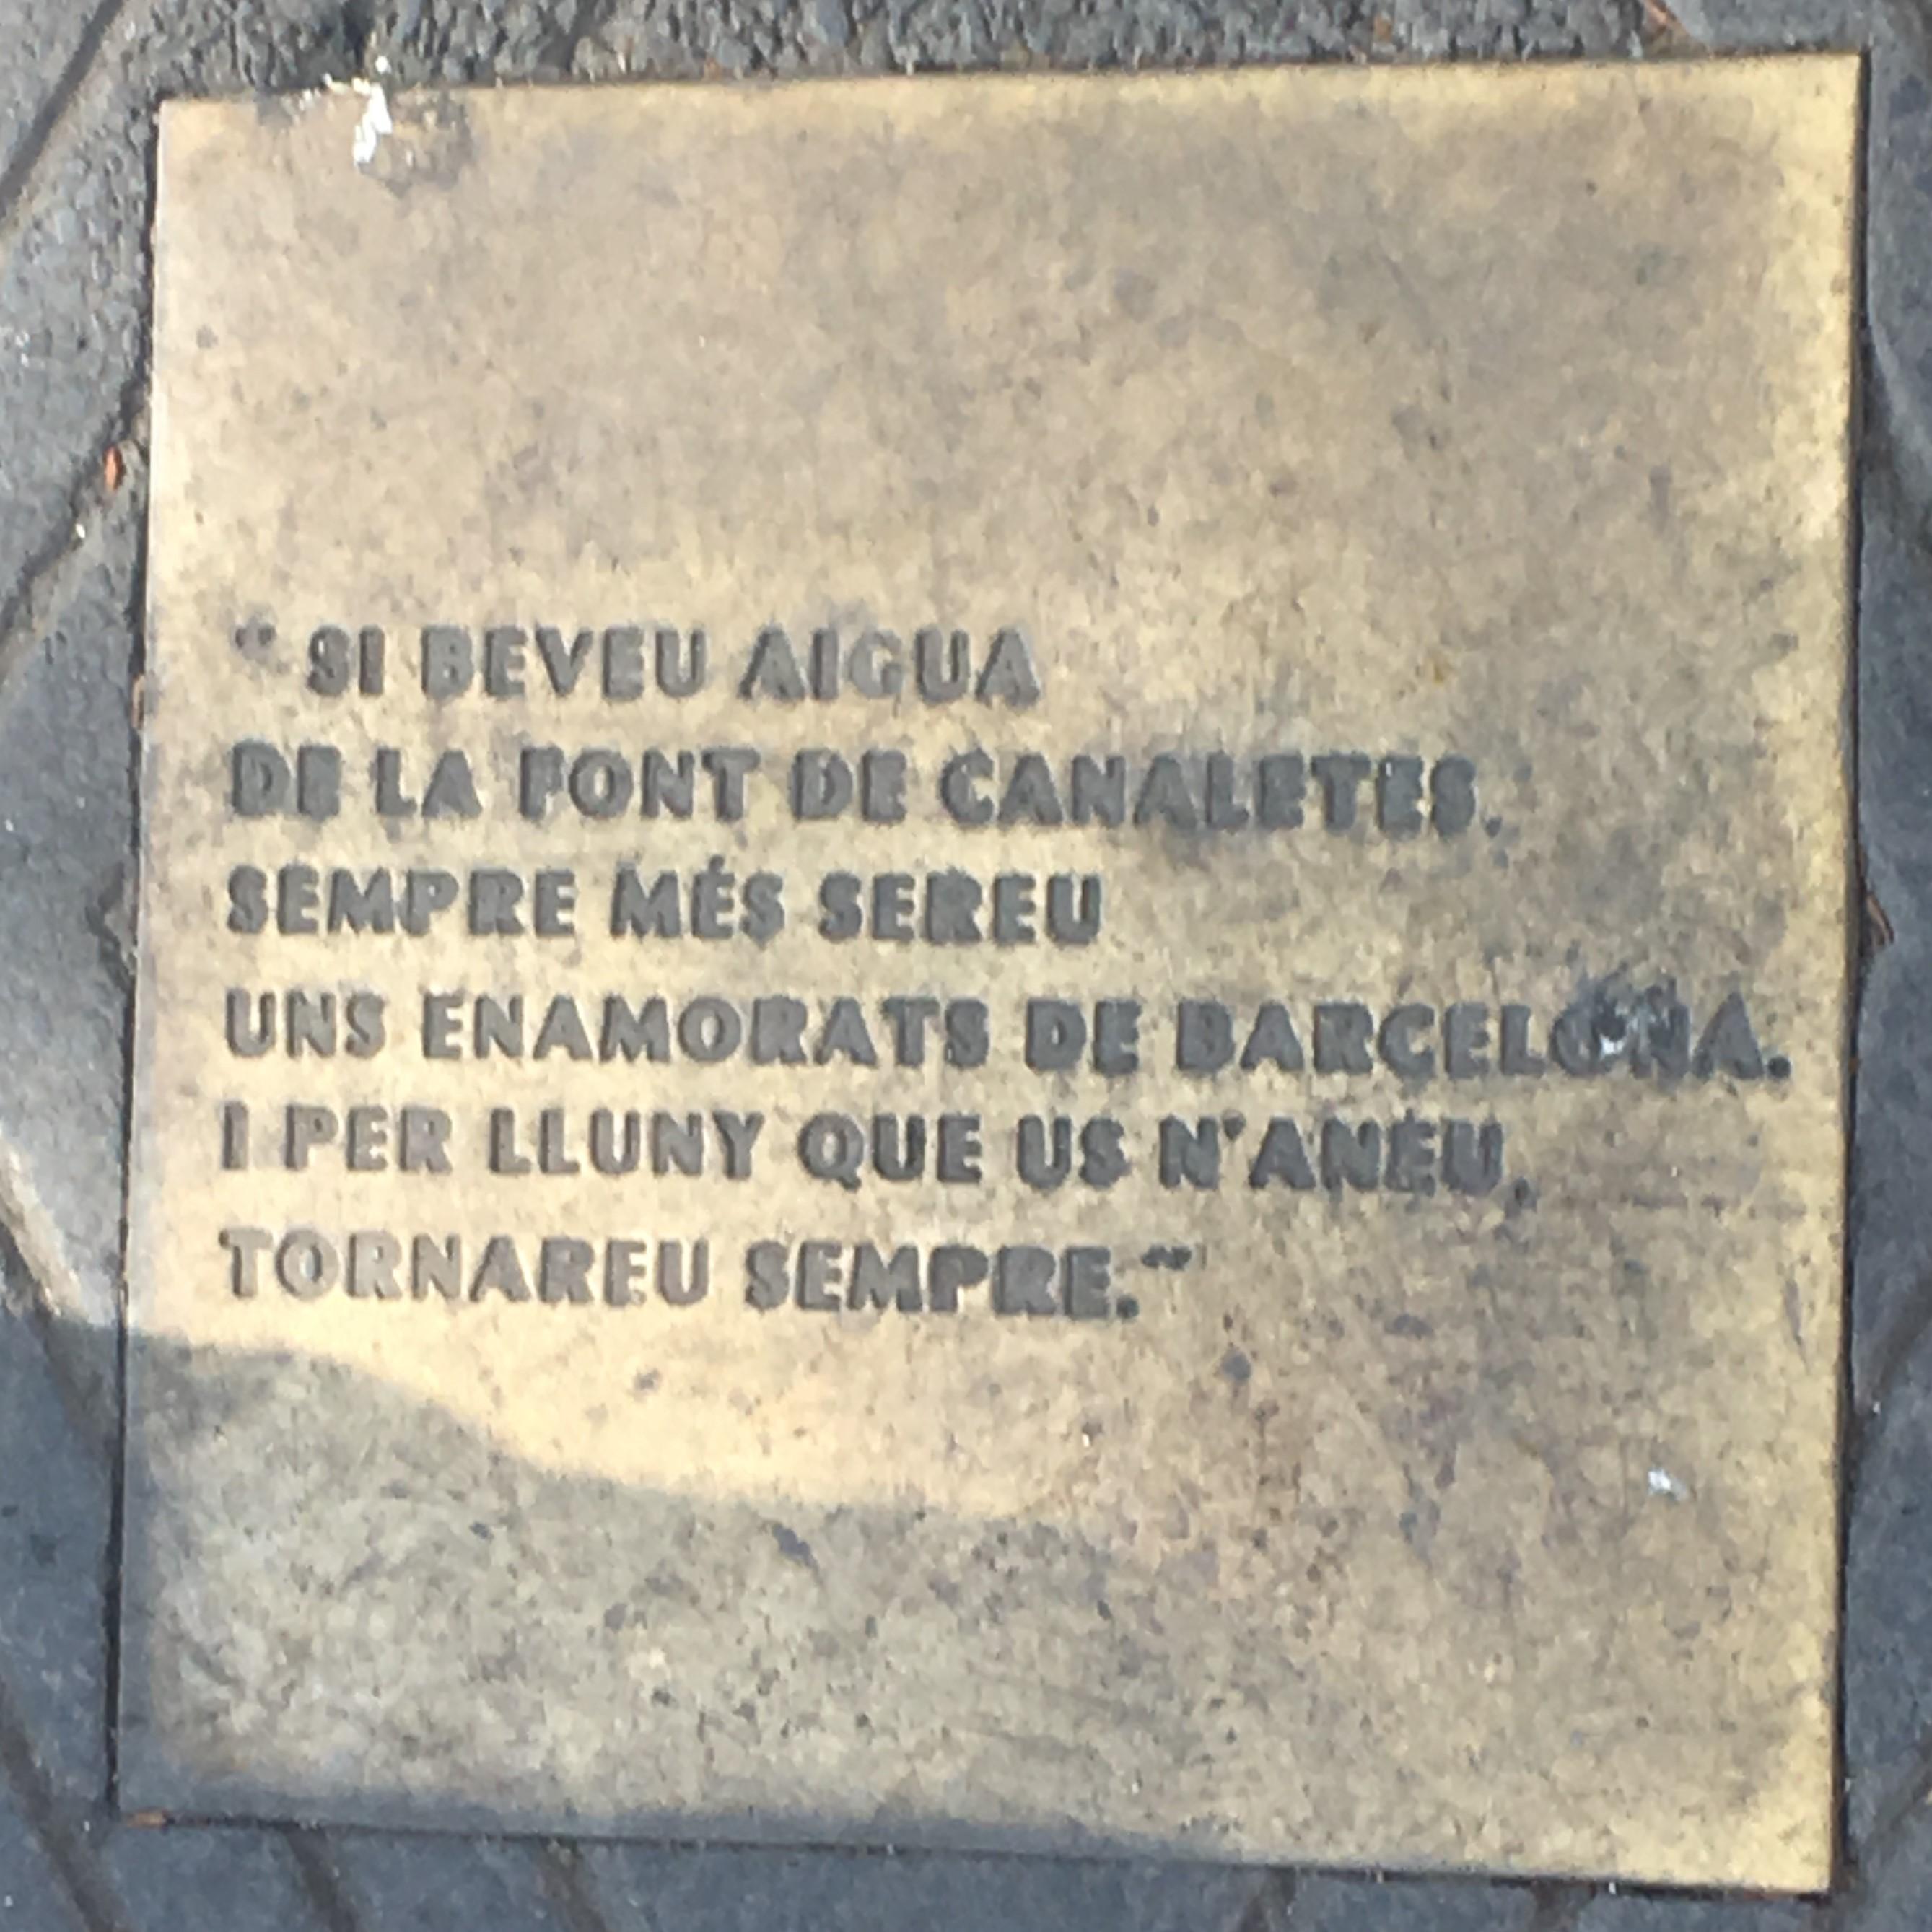 " SI BEVEU AIGUA
DE LA FONT DE CANALETES,
SEMPRE MÉS SEREU
UNS ENAMORATS DE BARCELONA.
I PER LLUNY QUE US N'ANÉU,
TORNAREU SEMPRE."